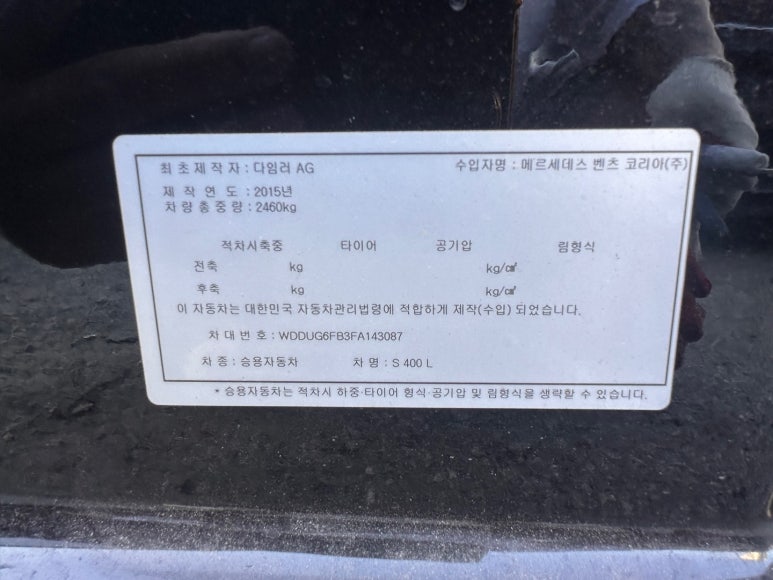 최초제작자 : 다임러 AG 수입자명 : 메르세데스 벤츠 코리아(주)
제작연도 : 2015년
차량총중량 : 2460kg
적차시축중 타이어 공기압 림형식
전축 kg kg/㎠
후축 kg kg/㎠
이 자동차는 대한민국 자동차관리법령에 적합하게 제작(수입) 되었습니다.
차대번호 : WDDUG6FB3FA143087
차종 : 승용자동차 차명 : S 400 L
* 승용자동차는 적차시 하중·타이어 형식·공기압 및 림형식을 생략할 수 있습니다.